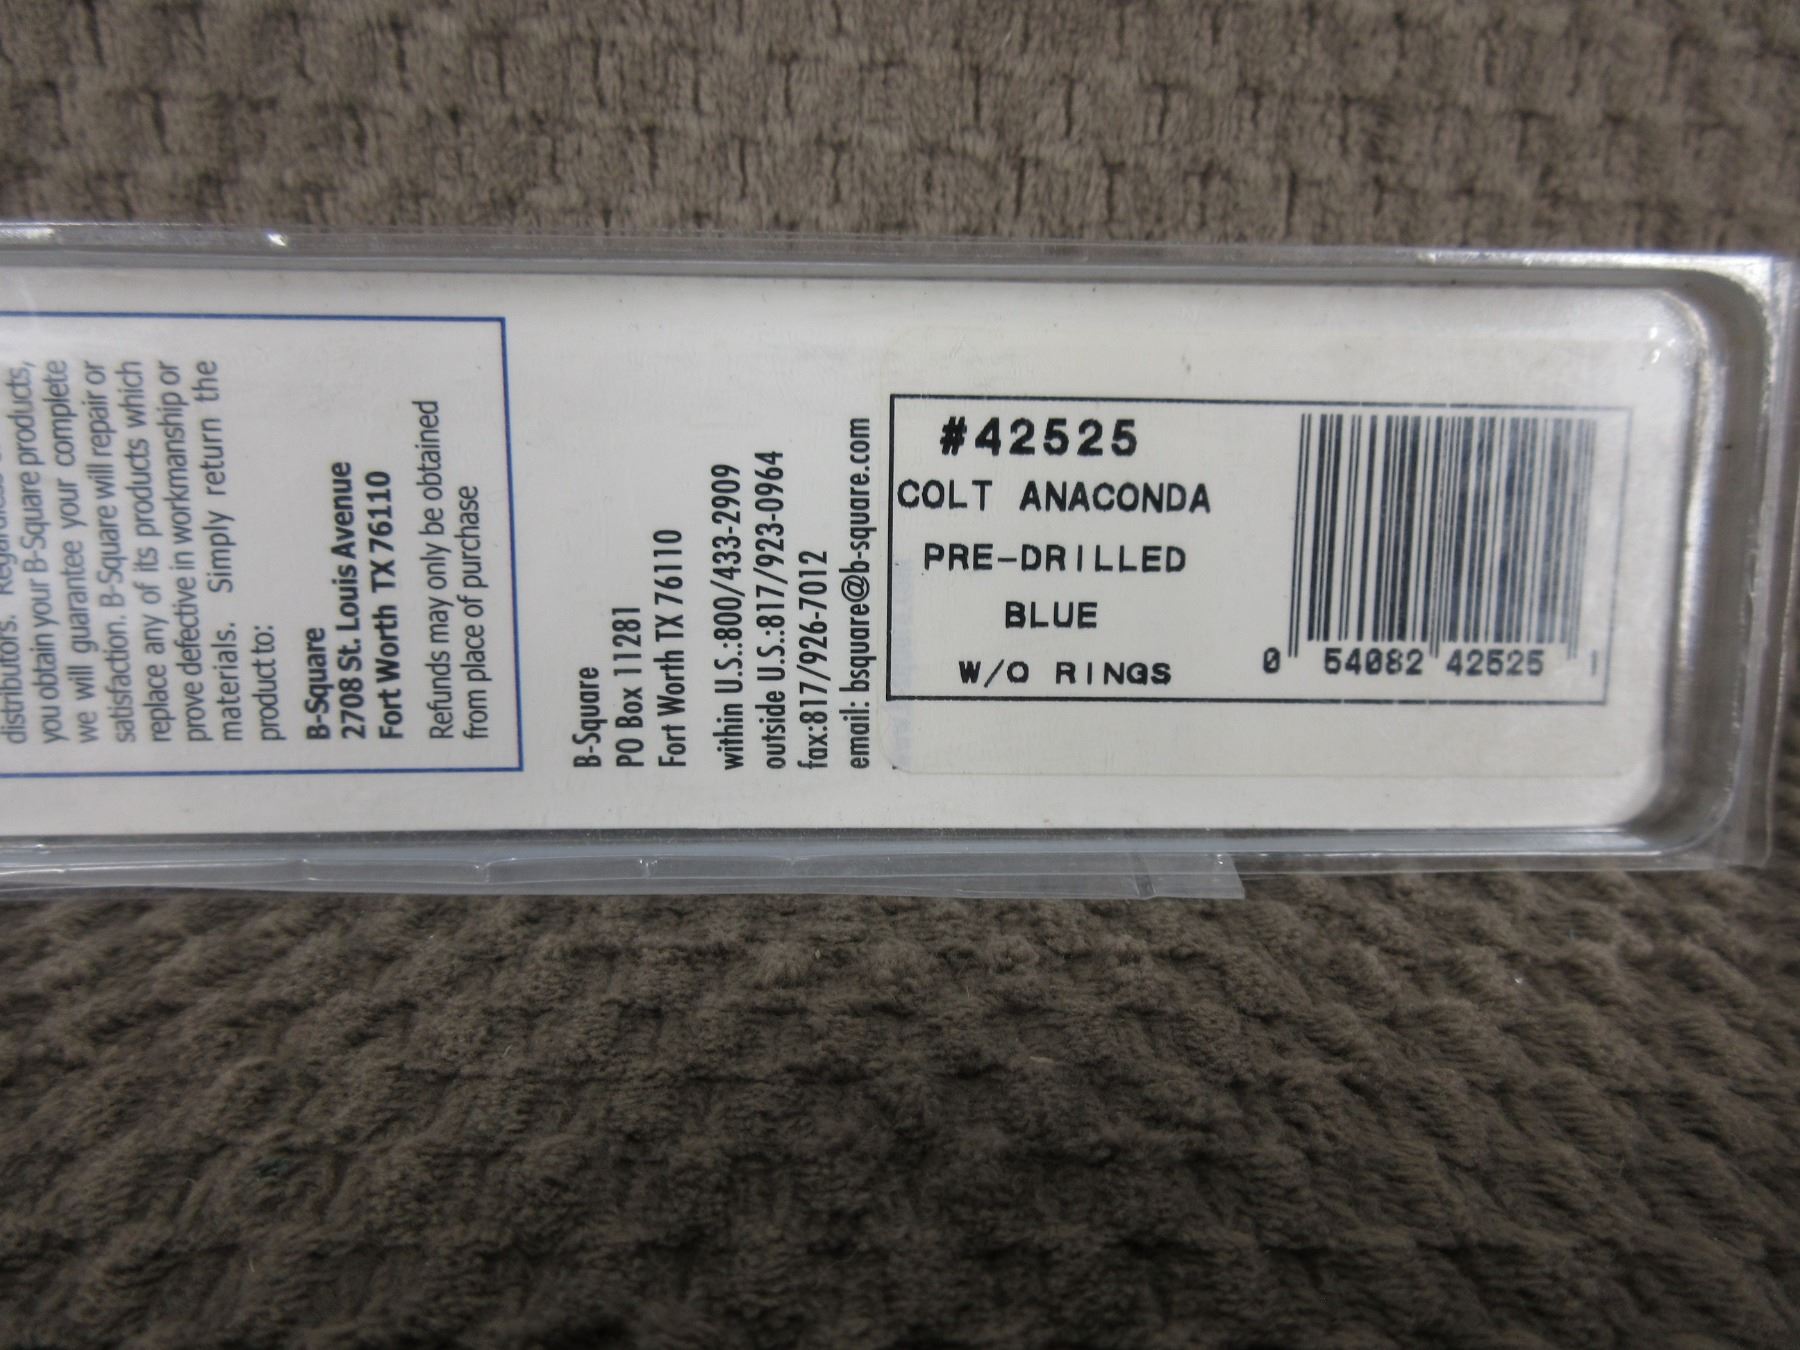 distributors.
you obtain your B-Square products,
we will guarantee your complete
satisfaction. B-Square will repair or
replace any of its products which
prove defective in workmanship or
materials. Simply return the
product to:
B-Square
2708 St. Louis Avenue
Fort Worth TX 76110
Refunds may only be obtained
from place of purchase
B-Square
PO Box 11281
Fort Worth TX 76110
within U.S.:800/433-2909
outside U.S.:817/923-0964
fax:817/926-7012
email: bsquare@b-square.com
#42525
COLT ANACONDA
PRE-DRILLED
BLUE
W/O RINGS
0 54082 42525 1